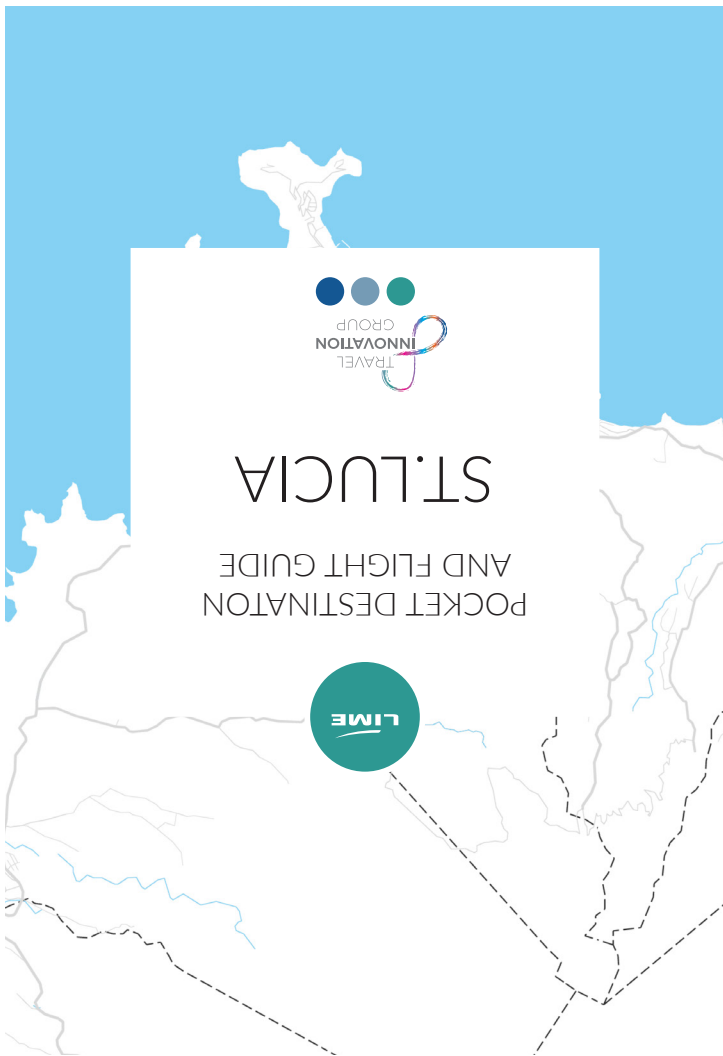 LIME
POCKET DESTINATON
AND FLIGHT GUIDE
ST.LUCIA
TRAVEL
INNOVATION
GROUP